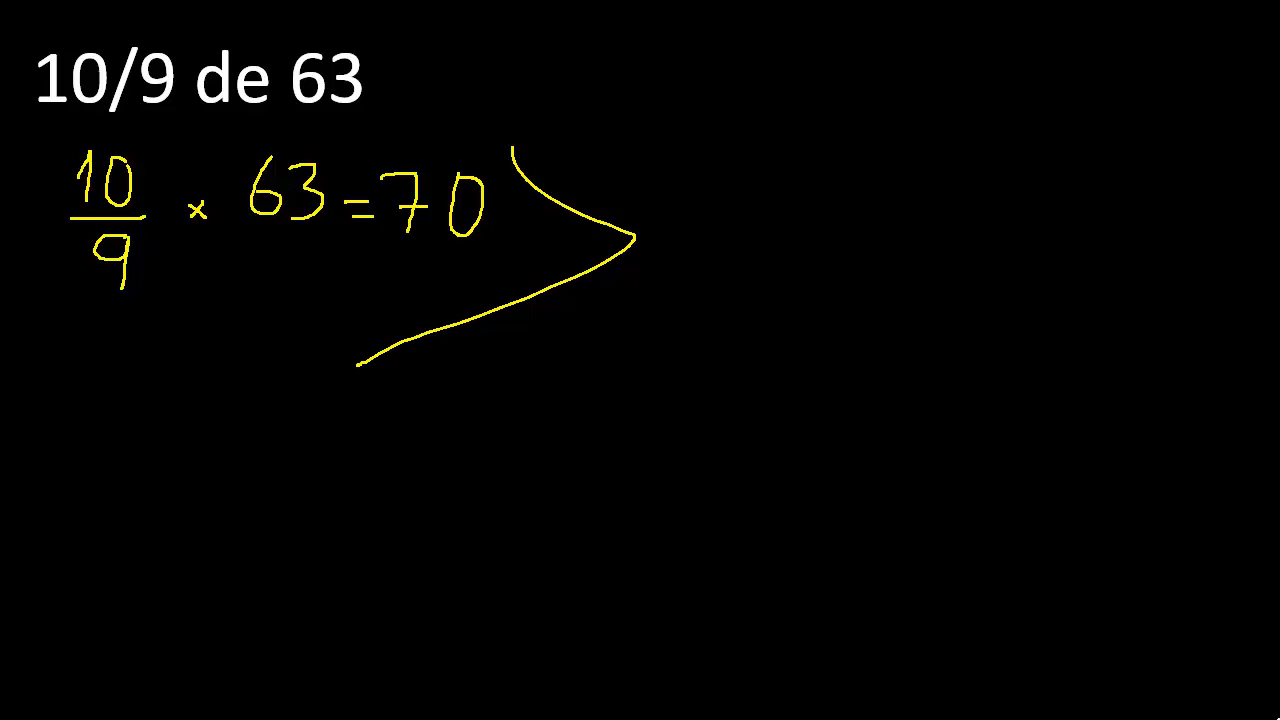 10/9 de 63
10/9 × 63 = 70